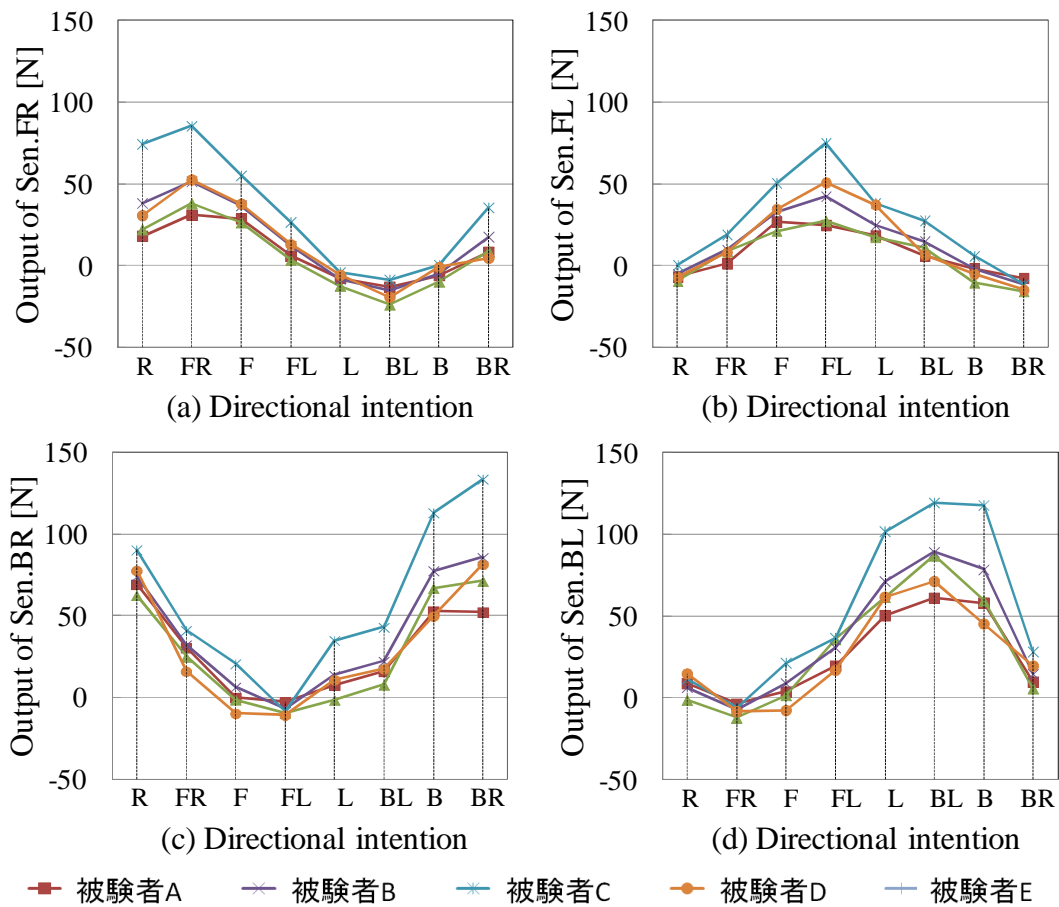 150
100
50
0
-50
Output of Sen.FR [N]
R FR F FL L BL B BR
(a) Directional intention
150
100
50
0
-50
Output of Sen.FL [N]
R FR F FL L BL B BR
(b) Directional intention
150
100
50
0
-50
Output of Sen.BR [N]
R FR F FL L BL B BR
(c) Directional intention
150
100
50
0
-50
Output of Sen.BL [N]
R FR F FL L BL B BR
(d) Directional intention
被験者A 被験者B 被験者C 被験者D 被験者E